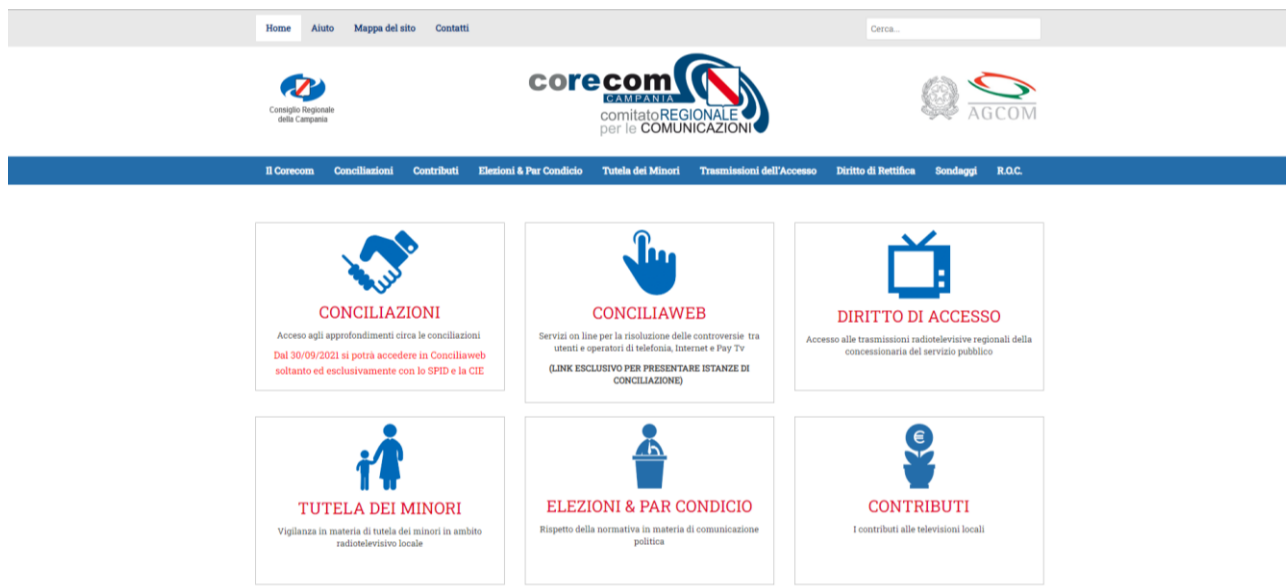 Home Aiuto Mappa del sito Contatti
Cerca...
Consiglio Regionale
della Campania
corecom
CAMPANIA
comitatoREGIONALE
per le COMUNICAZIONI
AGCOM
Il Corecom Conciliazioni Contributi Elezioni & Par Condicio Tutela dei Minori Trasmissioni dell'Accesso Diritto di Rettifica Sondaggi R.O.C.
CONCILIAZIONI
Acceso agli approfondimenti circa le conciliazioni
Dal 30/09/2021 si potrà accedere in Conciliaweb
soltanto ed esclusivamente con lo SPID e la CIE
CONCILIAWEB
Servizi on line per la risoluzione delle controversie tra
utenti e operatori di telefonia, Internet e Pay Tv
(LINK ESCLUSIVO PER PRESENTARE ISTANZE DI
CONCILIAZIONE)
DIRITTO DI ACCESSO
Accesso alle trasmissioni radiotelevisive regionali della
concessionaria del servizio pubblico
TUTELA DEI MINORI
Vigilanza in materia di tutela dei minori in ambito
radiotelevisivo locale
ELEZIONI & PAR CONDICIO
Rispetto della normativa in materia di comunicazione
politica
€
CONTRIBUTI
I contributi alle televisioni locali